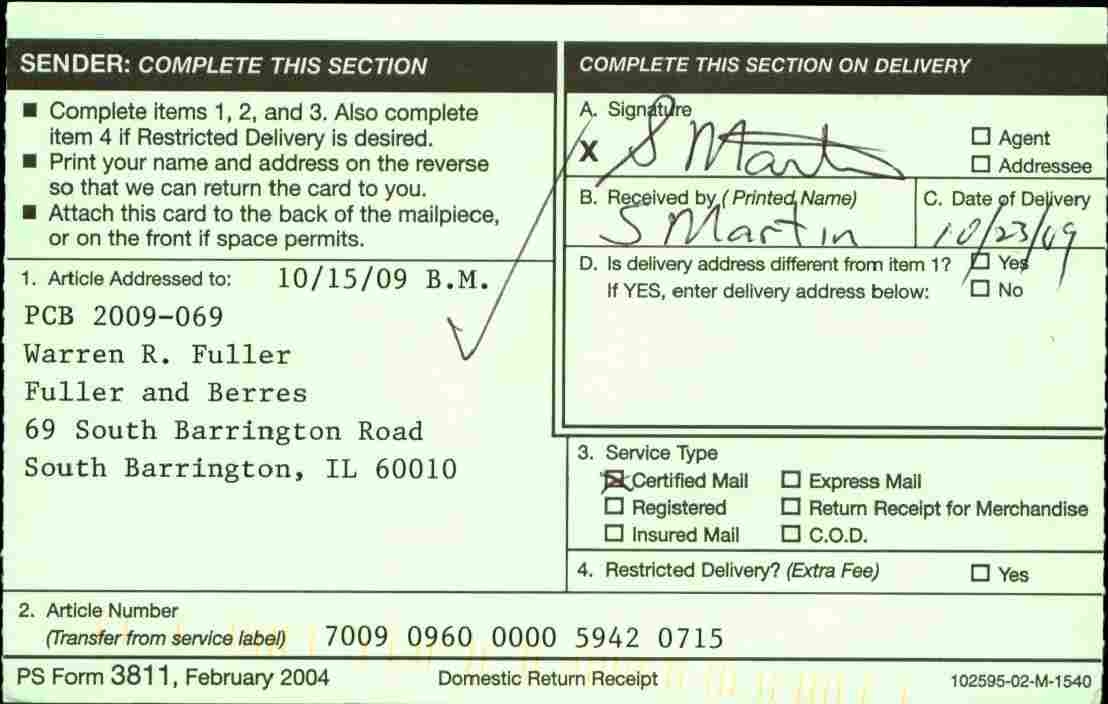 SENDER: COMPLETE THIS SECTION
■ Complete items 1, 2, and 3. Also complete
item 4 if Restricted Delivery is desired.
■ Print your name and address on the reverse
so that we can return the card to you.
■ Attach this card to the back of the mailpiece,
or on the front if space permits.
1. Article Addressed to: 10/15/09 B.M.
PCB 2009-069
Warren R. Fuller
Fuller and Berres
69 South Barrington Road
South Barrington, IL 60010
COMPLETE THIS SECTION ON DELIVERY
A. Signature
X S Martin
☐ Agent
☐ Addressee
B. Received by (Printed Name)
S Martin
C. Date of Delivery
10/23/09
D. Is delivery address different from item 1? ☐ Yes
If YES, enter delivery address below: ☐ No
3. Service Type
☒ Certified Mail ☐ Express Mail
☐ Registered ☐ Return Receipt for Merchandise
☐ Insured Mail ☐ C.O.D.
4. Restricted Delivery? (Extra Fee) ☐ Yes
2. Article Number
(Transfer from service label) 7009 0960 0000 5942 0715
PS Form 3811, February 2004 Domestic Return Receipt 102595-02-M-1540